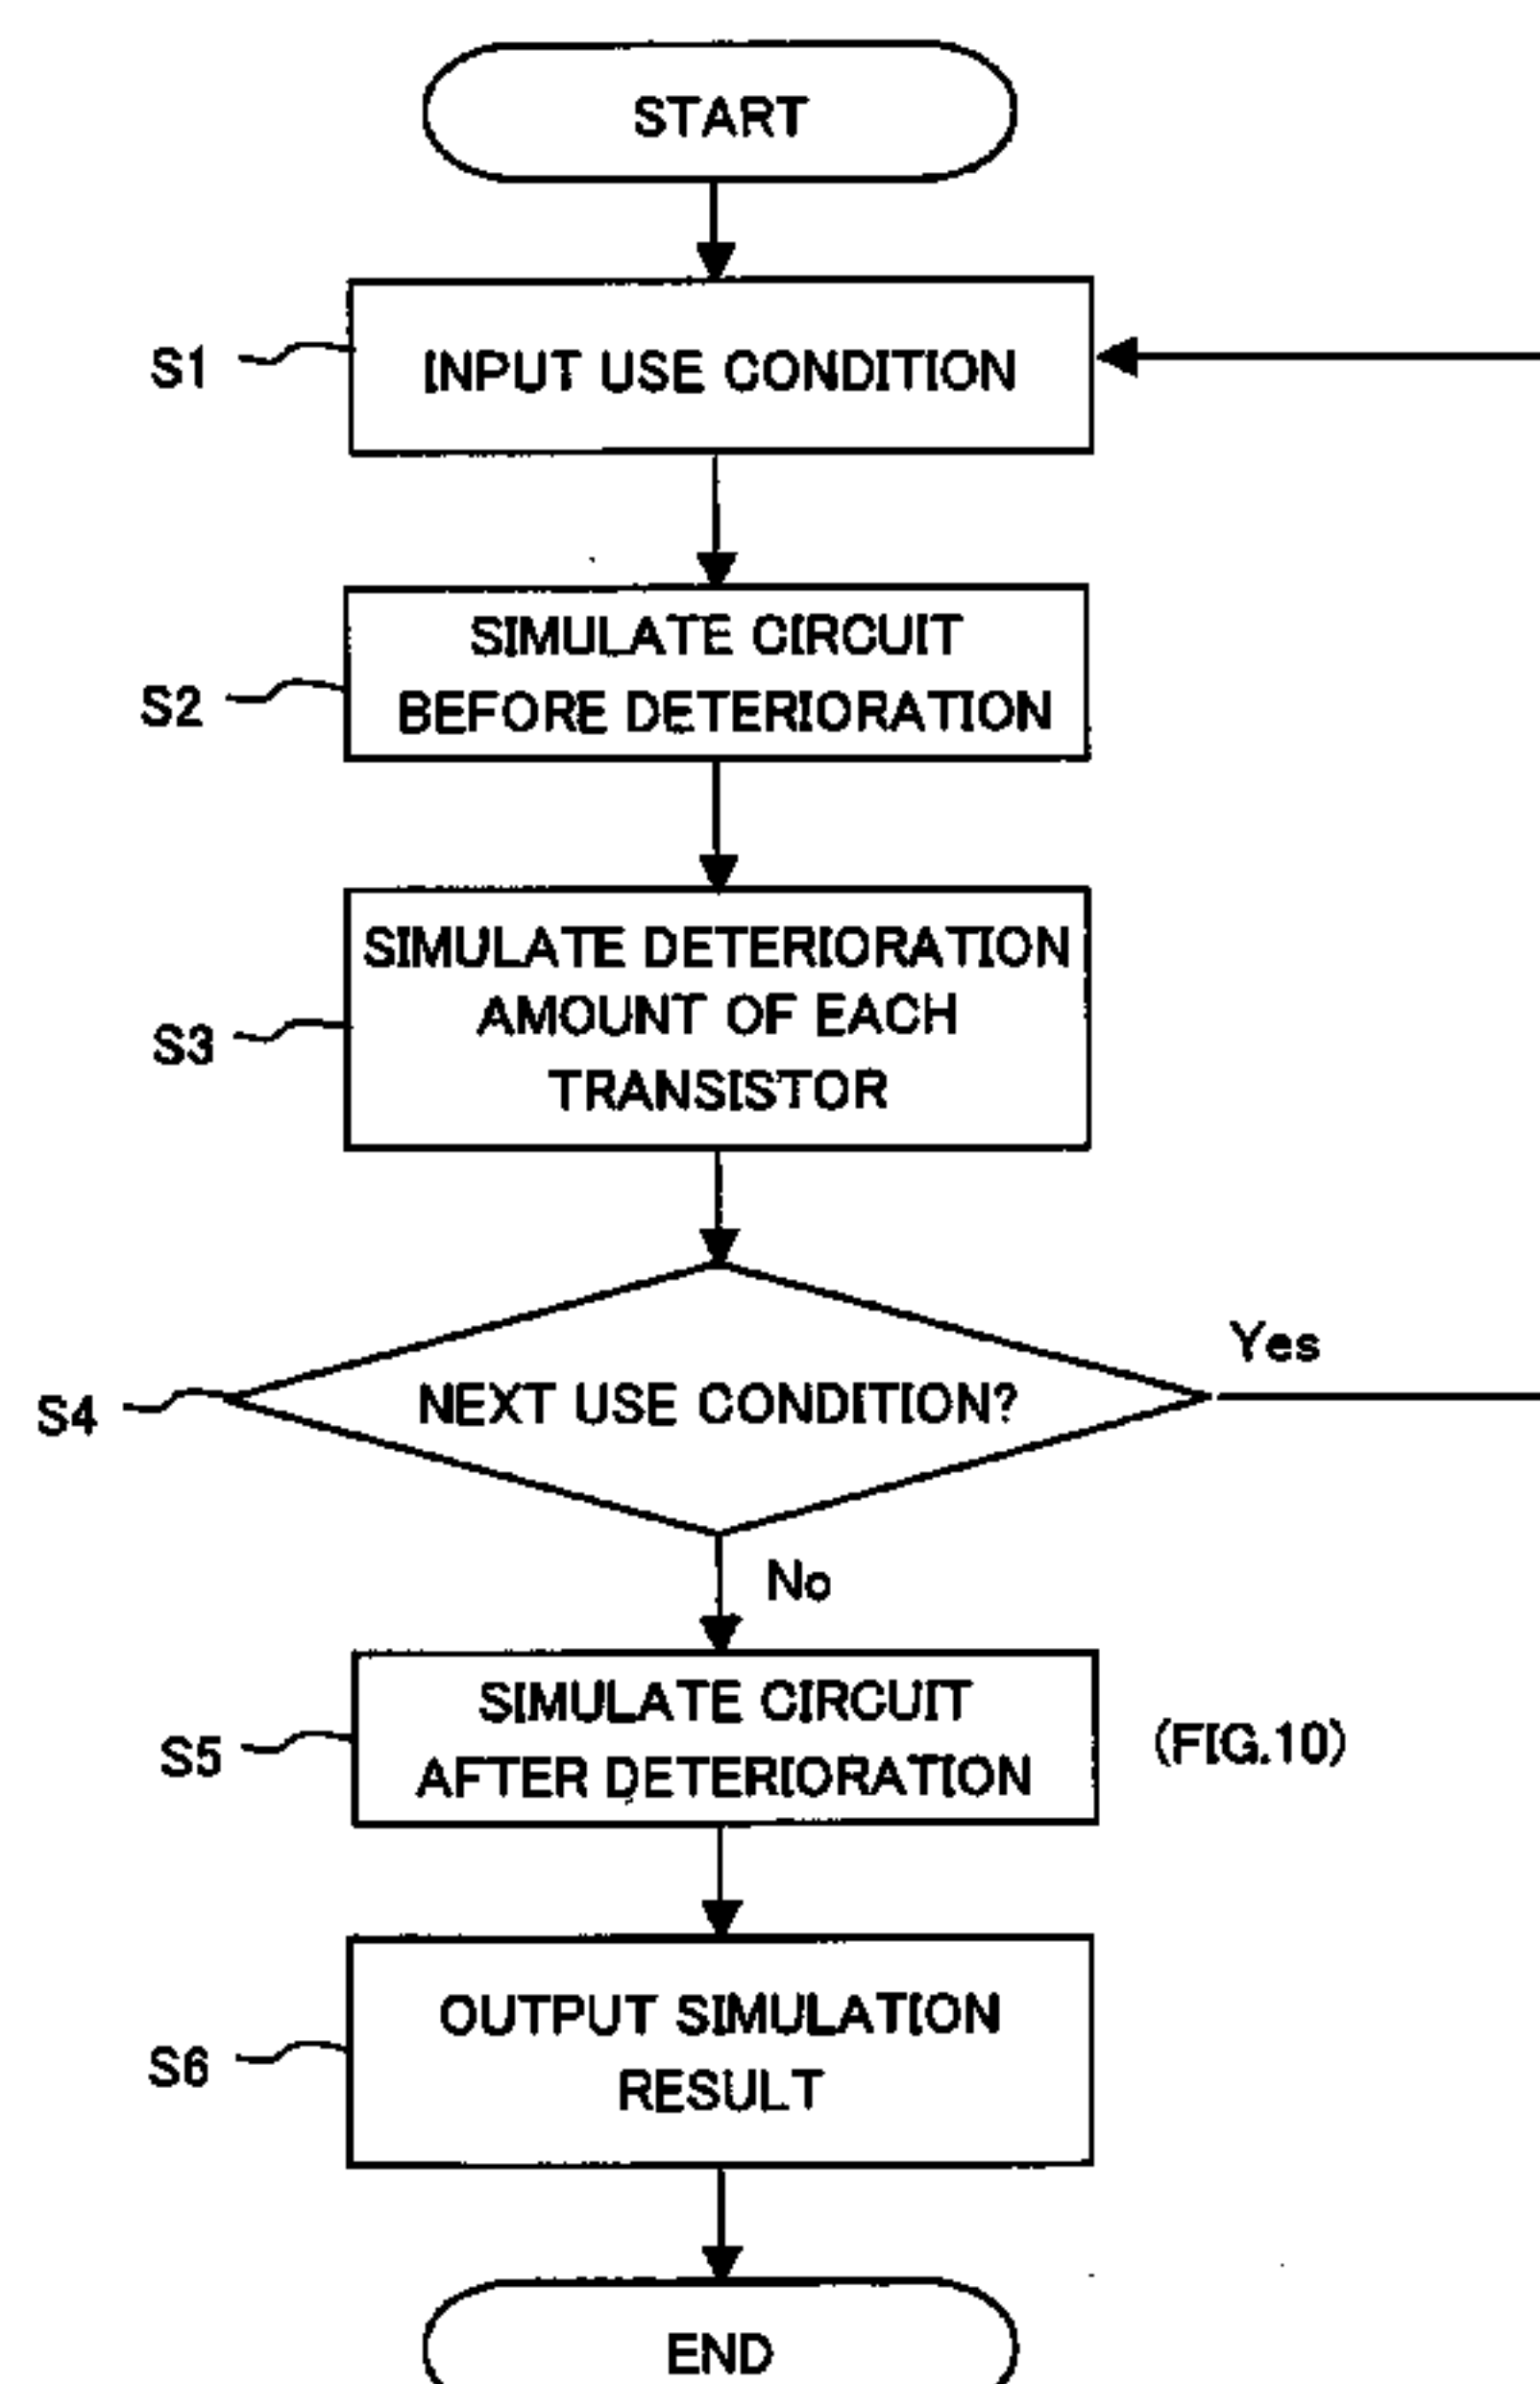 START
S1
INPUT USE CONDITION
S2
SIMULATE CIRCUIT
BEFORE DETERIORATION
S3
SIMULATE DETERIORATION
AMOUNT OF EACH
TRANSISTOR
S4
NEXT USE CONDITION?
Yes
No
S5
SIMULATE CIRCUIT
AFTER DETERIORATION
(FIG.10)
S6
OUTPUT SIMULATION
RESULT
END